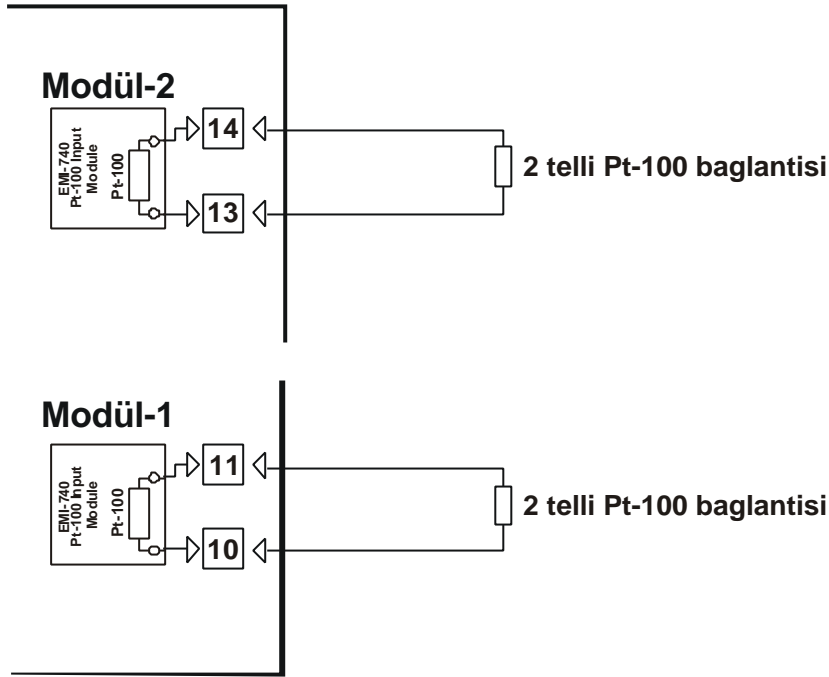 Modül-2
EMI-740
Pt-100 Input
Module
Pt-100
14
13
2 telli Pt-100 baglantisi
Modül-1
EMI-740
Pt-100 Input
Module
Pt-100
11
10
2 telli Pt-100 baglantisi